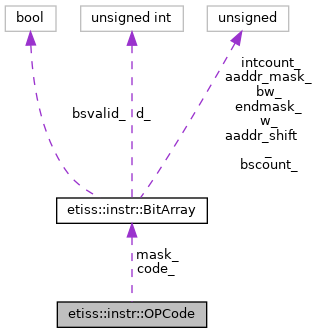 bool
unsigned int
unsigned
intcount_
aaddr_mask_
bw_
endmask_
w_
aaddr_shift
_
bscount_
bsvalid_
d_
etiss::instr::BitArray
mask_
code_
etiss::instr::OPCode